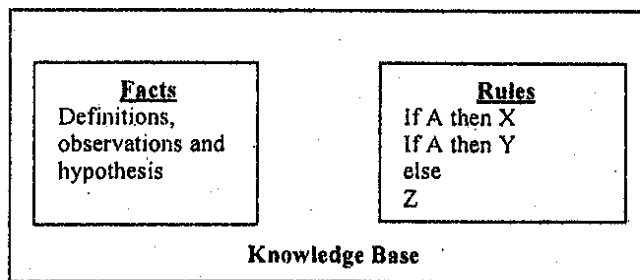 Facts
Definitions,
observations and
hypothesis
Rules
If A then X
If A then Y
else
Z
Knowledge Base